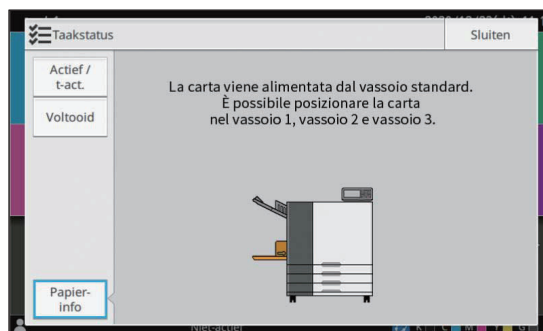 Taakstatus
Sluiten
Actief /
t-act.
Voltooid
La carta viene alimentata dal vassoio standard.
È possibile posizionare la carta
nel vassoio 1, vassoio 2 e vassoio 3.
Papier-
info
Niet-actief
K C M Y G